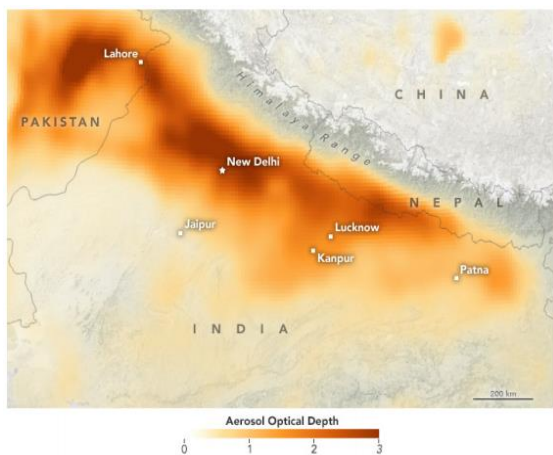 Lahore
CHINA
Himalaya Range
PAKISTAN
New Delhi
NEPAL
Jaipur
Lucknow
Kanpur
Patna
INDIA
200 km
Aerosol Optical Depth
0 1 2 3